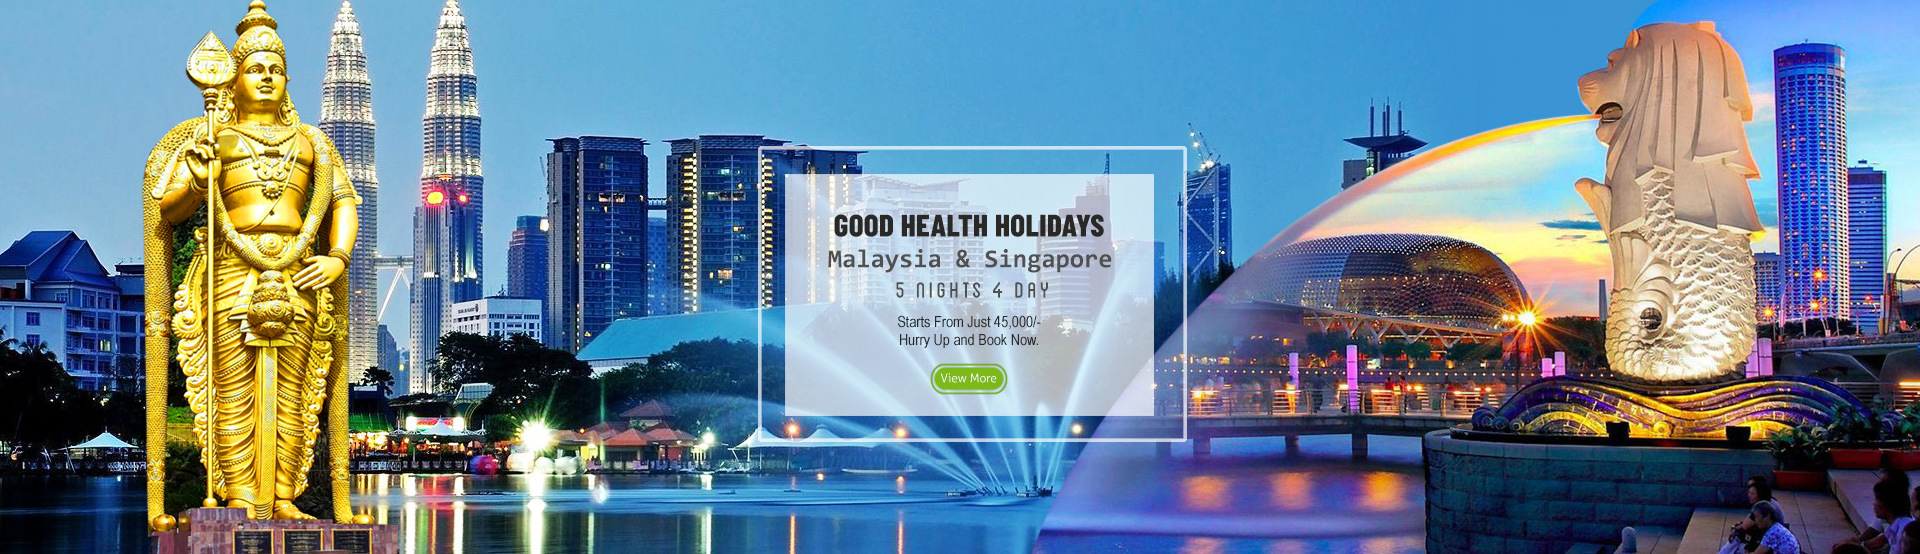 GOOD HEALTH HOLIDAYS
Malaysia & Singapore
5 NIGHTS 4 DAY
Starts From Just 45,000/-
Hurry Up and Book Now.
View More